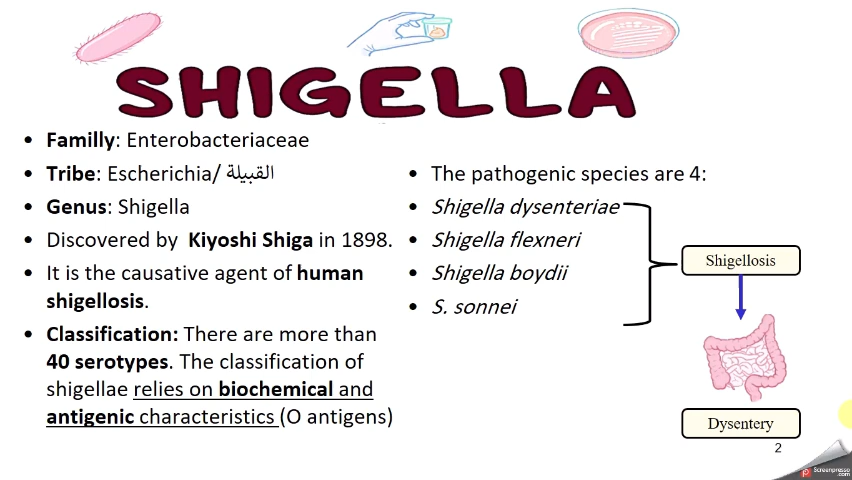 SHIGELLA
• Familly: Enterobacteriaceae
• Tribe: Escherichia/ القبيلة
• Genus: Shigella
• Discovered by Kiyoshi Shiga in 1898.
• It is the causative agent of human
shigellosis.
• Classification: There are more than
40 serotypes. The classification of
shigellae relies on biochemical and
antigenic characteristics (O antigens)
• The pathogenic species are 4:
• Shigella dysenteriae
• Shigella flexneri
• Shigella boydii
• S. sonnei
Shigellosis
Dysentery
2
Screenpresso
.com